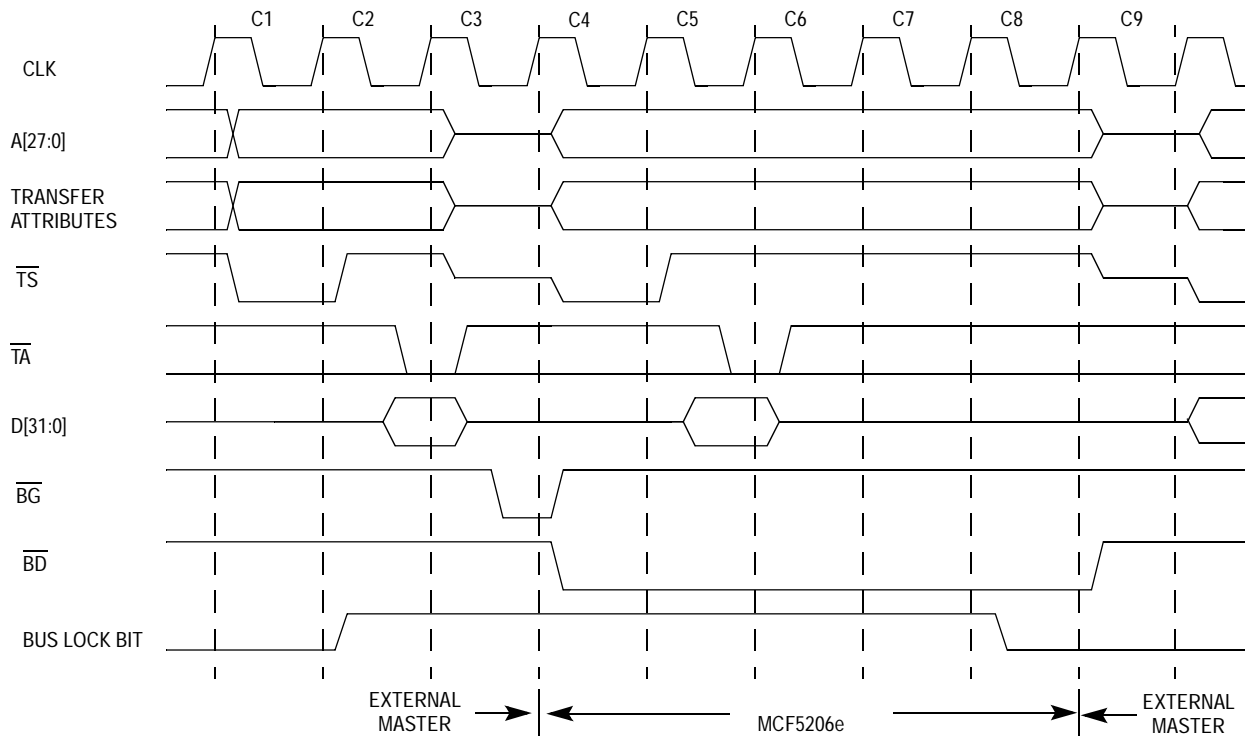 C1 C2 C3 C4 C5 C6 C7 C8 C9
CLK
A[27:0]
TRANSFER
ATTRIBUTES
TS
TA
D[31:0]
BG
BD
BUS LOCK BIT
EXTERNAL
MASTER
MCF5206e
EXTERNAL
MASTER